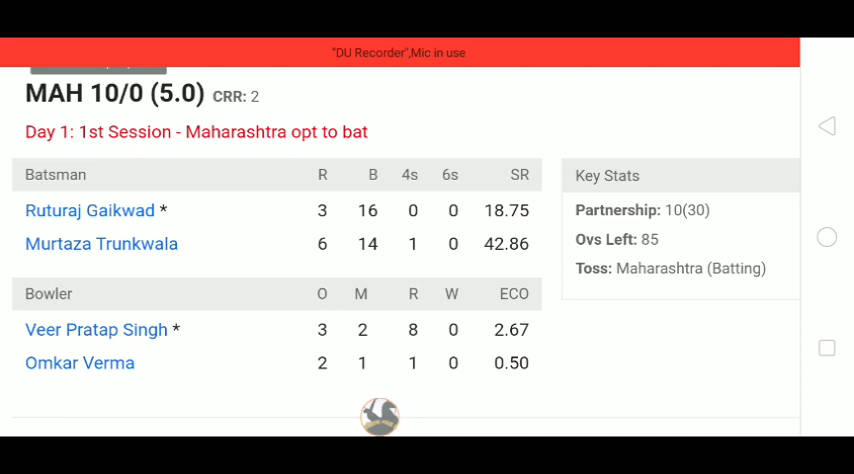 "DU Recorder",Mic in use
MAH 10/0 (5.0) CRR: 2
Day 1: 1st Session - Maharashtra opt to bat
Batsman R B 4s 6s SR
Ruturaj Gaikwad * 3 16 0 0 18.75
Murtaza Trunkwala 6 14 1 0 42.86
Bowler O M R W ECO
Veer Pratap Singh * 3 2 8 0 2.67
Omkar Verma 2 1 1 0 0.50
Key Stats
Partnership: 10(30)
Ovs Left: 85
Toss: Maharashtra (Batting)